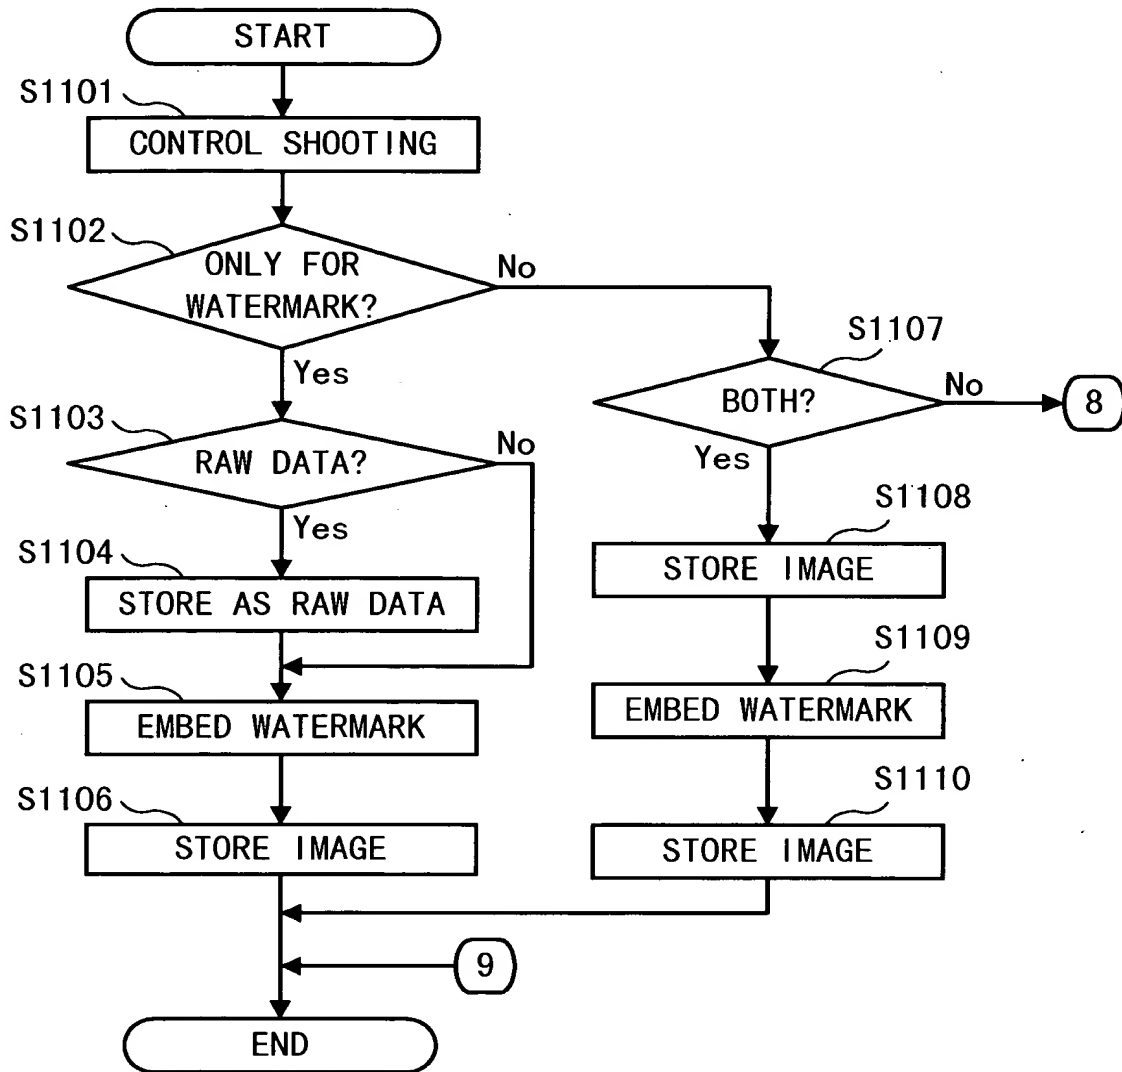 START
S1101
CONTROL SHOOTING
S1102
ONLY FOR
WATERMARK?
No
Yes
S1107
BOTH?
No
8
Yes
S1103
RAW DATA?
No
Yes
S1104
STORE AS RAW DATA
S1108
STORE IMAGE
S1105
EMBED WATERMARK
S1109
EMBED WATERMARK
S1106
STORE IMAGE
S1110
STORE IMAGE
9
END